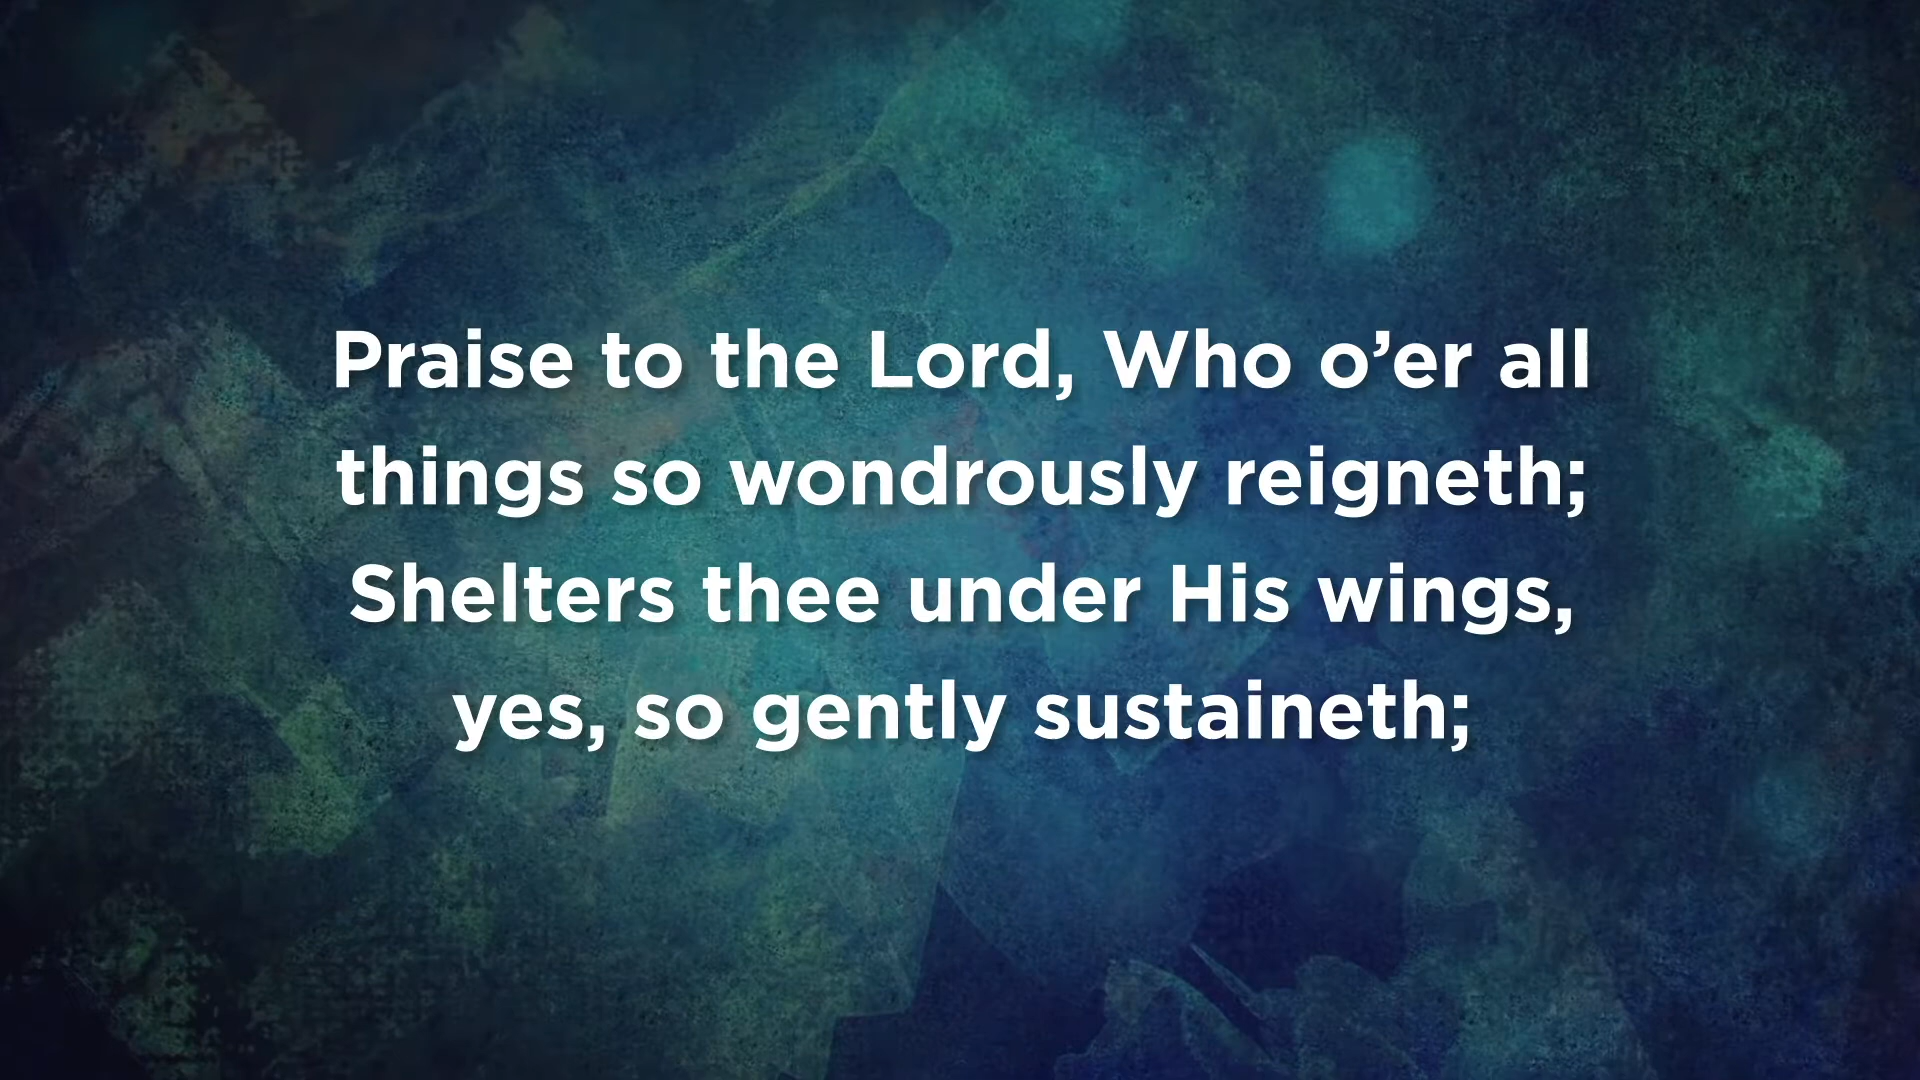 Praise to the Lord, Who o’er all
things so wondrously reigneth;
Shelters thee under His wings,
yes, so gently sustaineth;